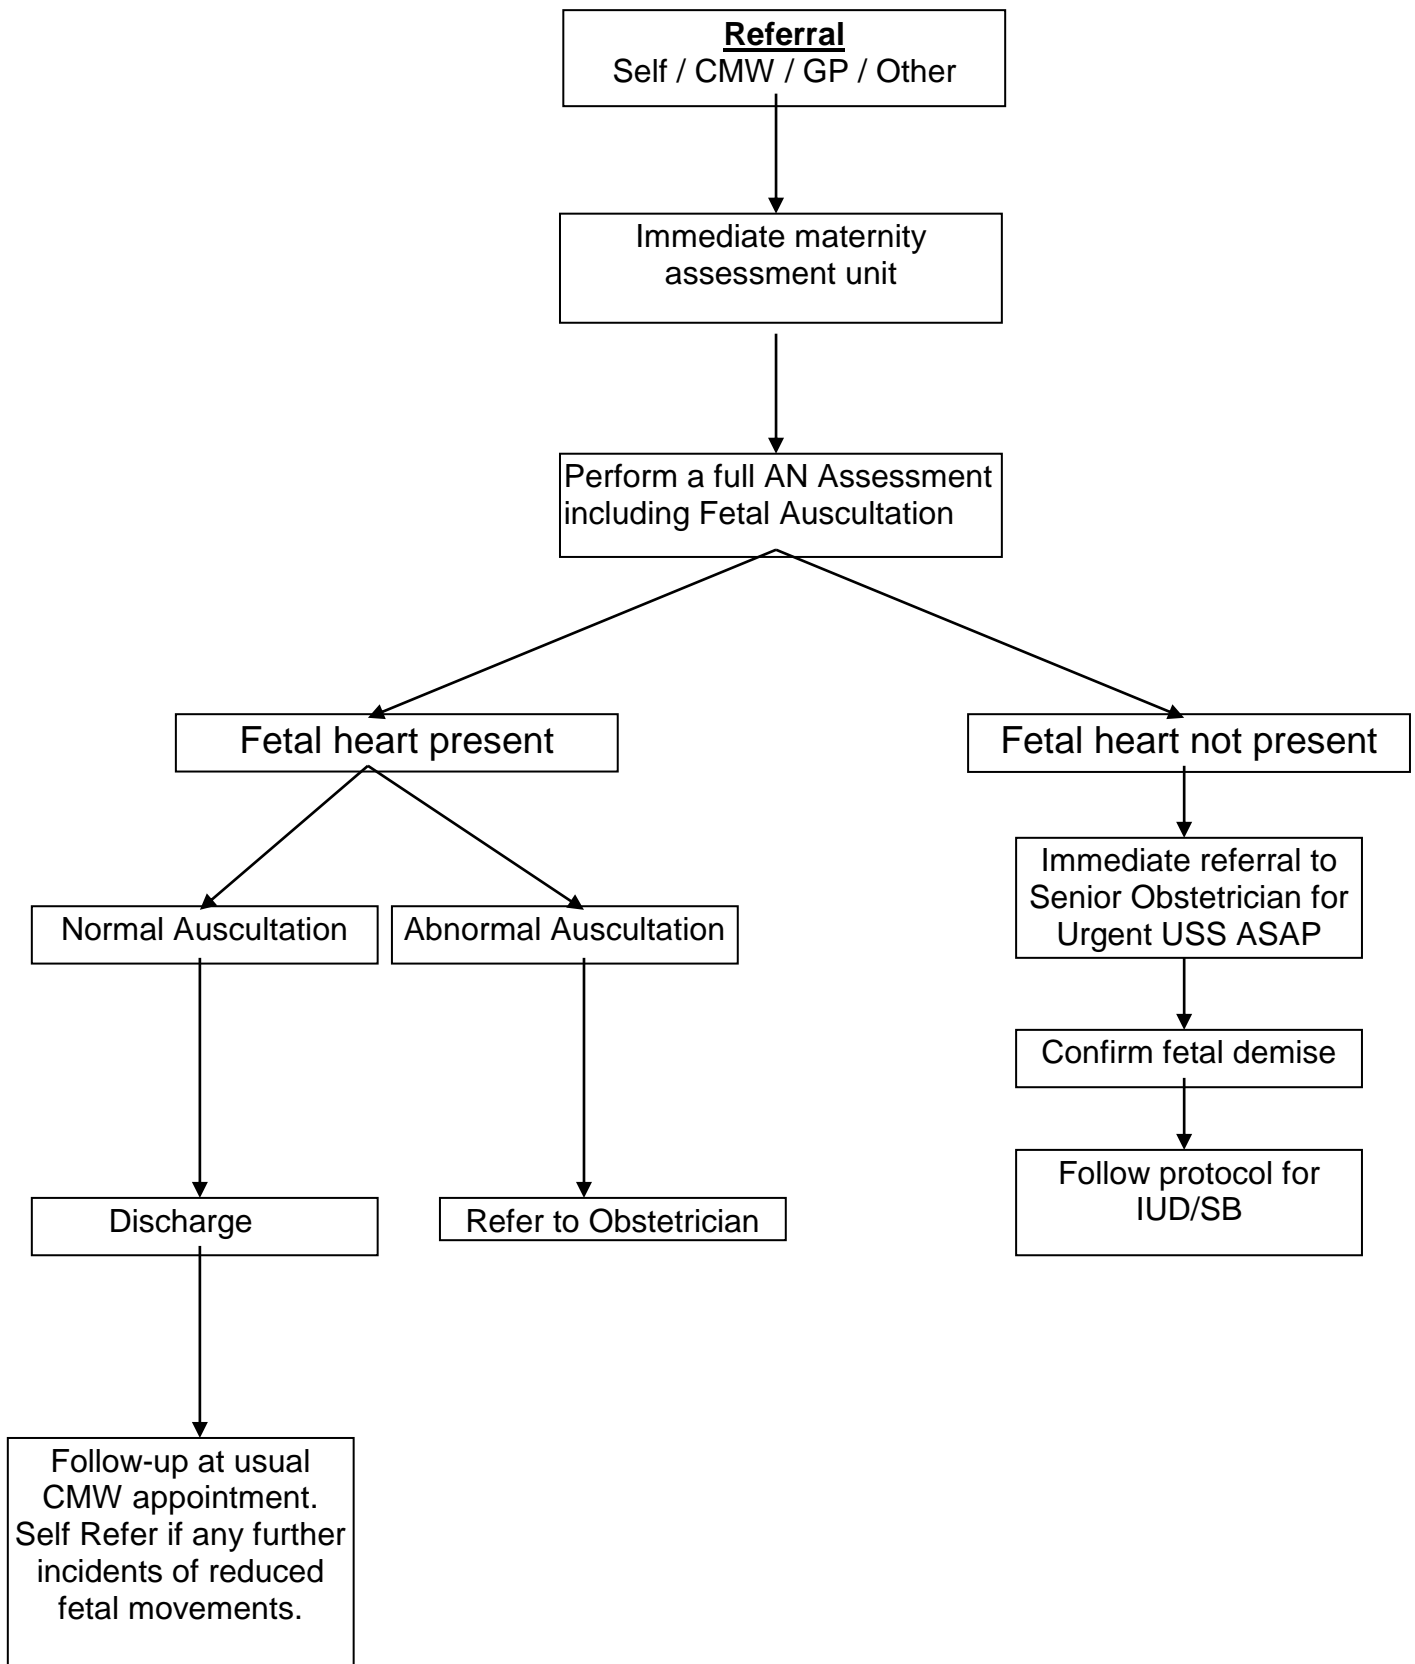 Referral
Self / CMW / GP / Other
Immediate maternity
assessment unit
Perform a full AN Assessment
including Fetal Auscultation
Fetal heart present
Fetal heart not present
Immediate referral to
Senior Obstetrician for
Urgent USS ASAP
Normal Auscultation
Abnormal Auscultation
Confirm fetal demise
Follow protocol for
IUD/SB
Discharge
Refer to Obstetrician
Follow-up at usual
CMW appointment.
Self Refer if any further
incidents of reduced
fetal movements.